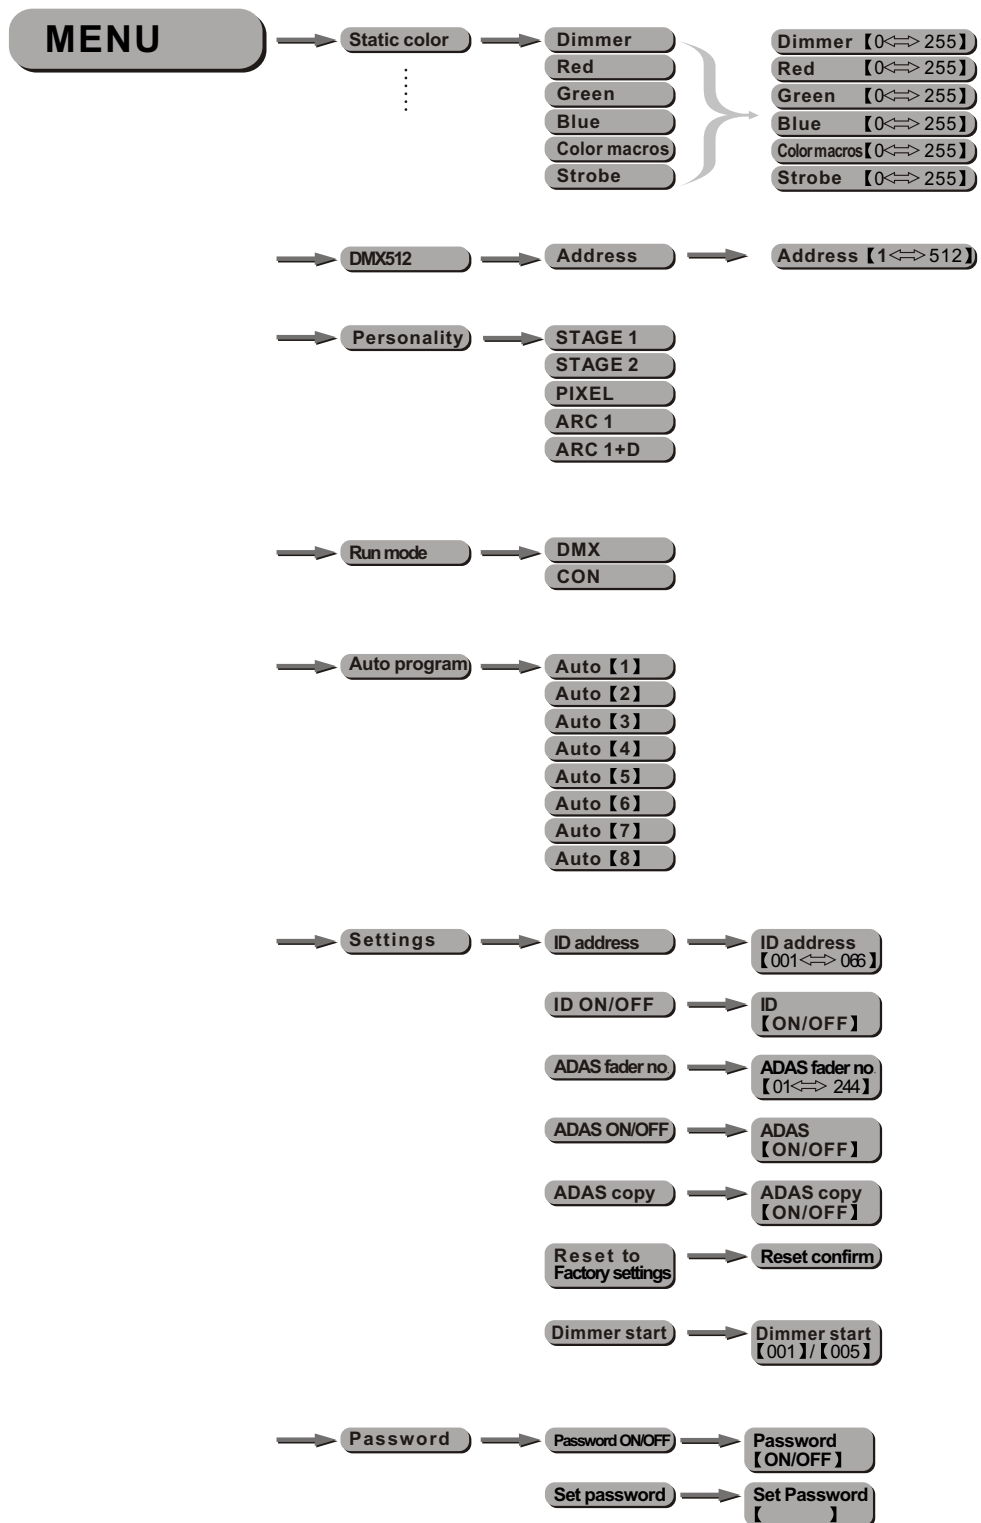 MENU
Static color
Dimmer
Red
Green
Blue
Color macros
Strobe
Dimmer【0⇔255】
Red【0⇔255】
Green【0⇔255】
Blue【0⇔255】
Color macros【0⇔255】
Strobe【0⇔255】
DMX512
Address
Address【1⇔512】
Personality
STAGE 1
STAGE 2
PIXEL
ARC 1
ARC 1+D
Run mode
DMX
CON
Auto program
Auto【1】
Auto【2】
Auto【3】
Auto【4】
Auto【5】
Auto【6】
Auto【7】
Auto【8】
Settings
ID address
ID address
【001⇔066】
ID ON/OFF
ID
【ON/OFF】
ADAS fader no.
ADAS fader no.
【01⇔244】
ADAS ON/OFF
ADAS
【ON/OFF】
ADAS copy
ADAS copy
【ON/OFF】
Reset to
Factory settings
Reset confirm
Dimmer start
Dimmer start
【001】/【005】
Password
Password ON/OFF
Password
【ON/OFF】
Set password
Set Password
【 】